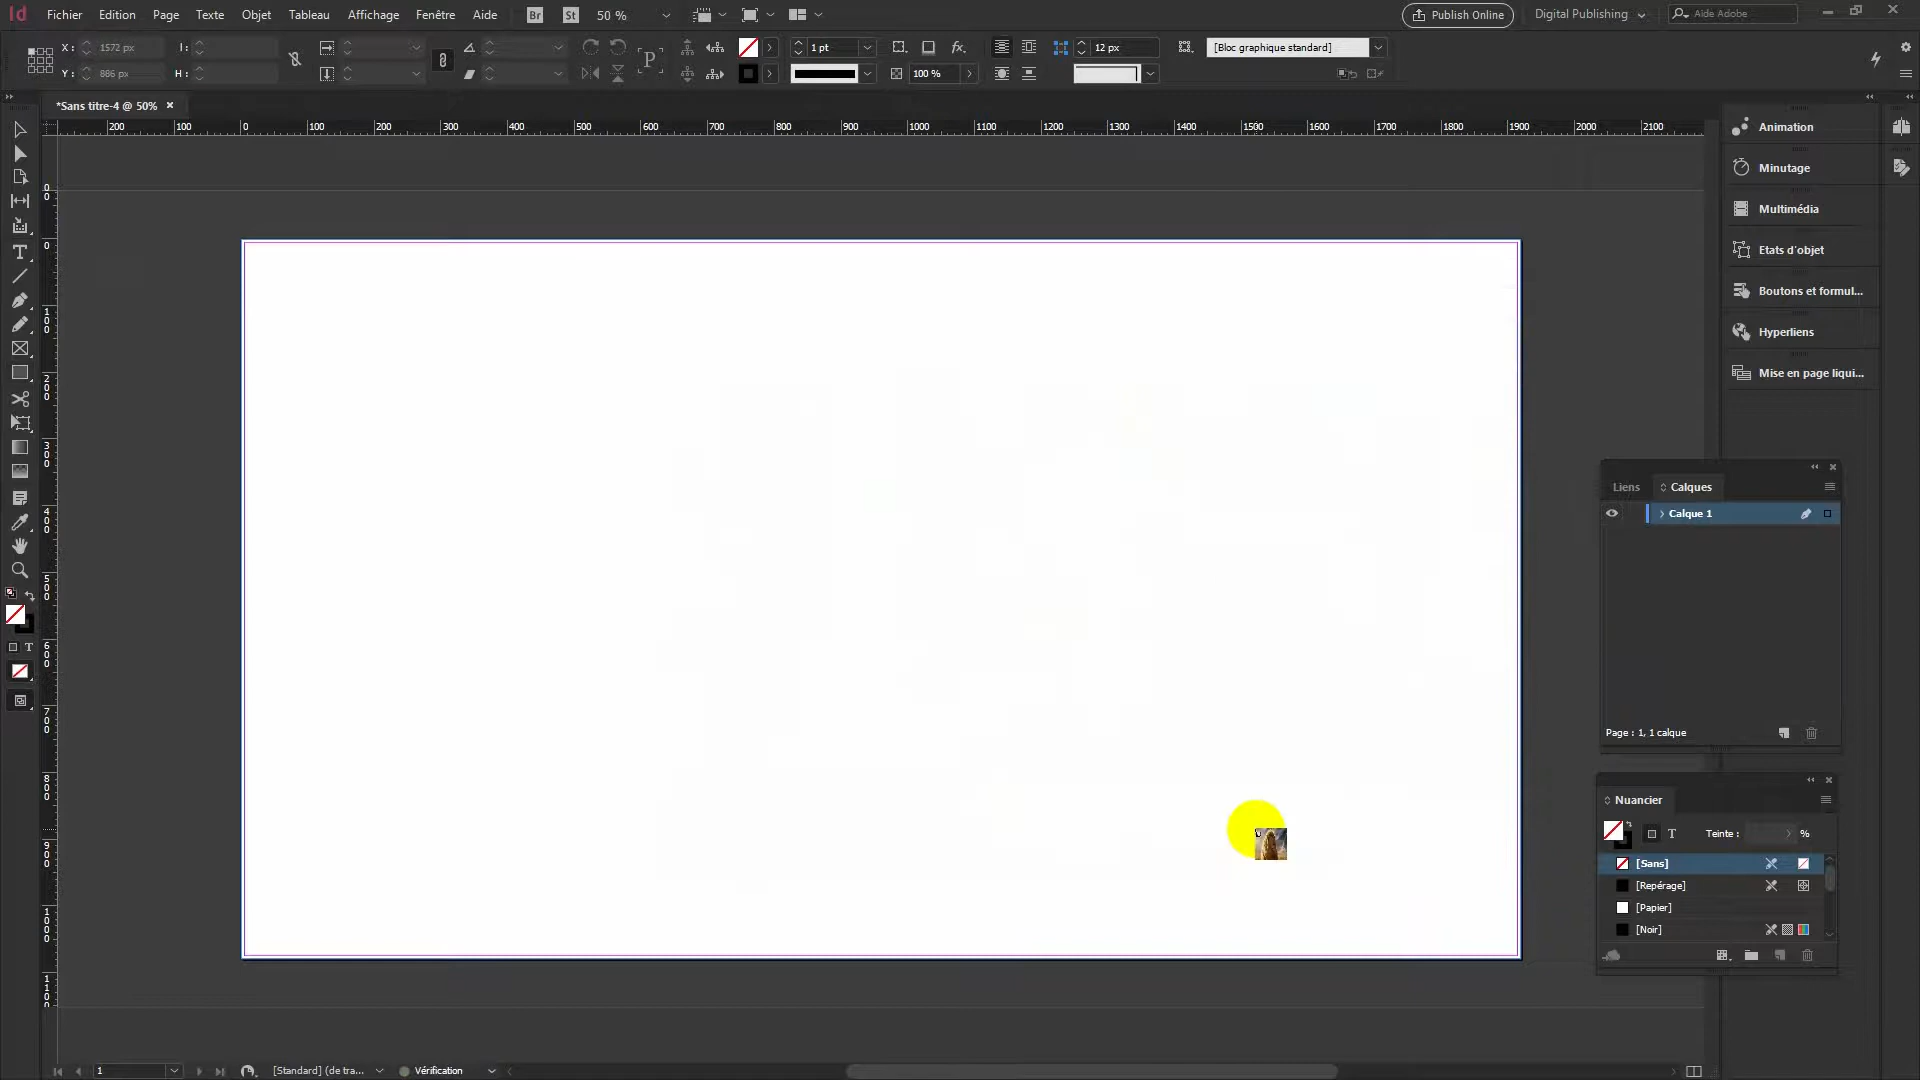 Id Fichier Edition Page Texte Objet Tableau Affichage Fenêtre Aide Br St 50 % Publish Online Digital Publishing Aide Adobe
X: 1572 px I: 1 pt 12 px [Bloc graphique standard]
Y: 886 px H: P 100 %
*Sans titre-4 @ 50%
200 100 0 100 200 300 400 500 600 700 800 900 1000 1100 1200 1300 1400 1500 1600 1700 1800 1900 2000 2100
Animation
Minutage
Multimédia
Etats d'objet
Boutons et formul...
Hyperliens
Mise en page liqui...
Liens Calques
Calque 1
Page : 1, 1 calque
Nuancier
T Teinte : %
[Sans]
[Repérage]
[Papier]
[Noir]
1 [Standard] (de tra... Vérification